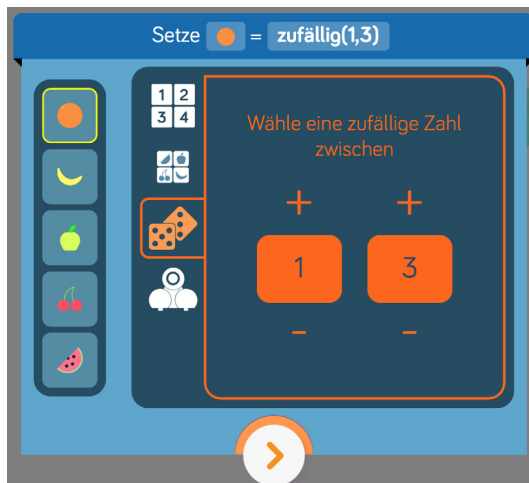 Setze = zufällig(1,3)
1 2
3 4
Wähle eine zufällige Zahl
zwischen
+ +
1 3
- -